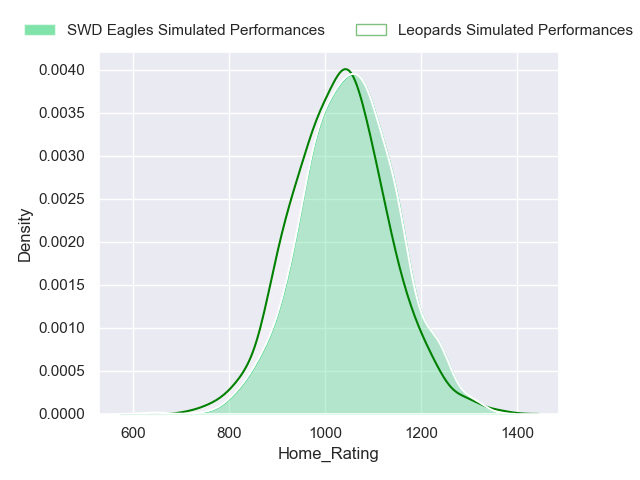 SWD Eagles Simulated Performances Leopards Simulated Performances
0.0040
0.0035
0.0030
0.0025
0.0020
0.0015
0.0010
0.0005
0.0000
Density
600 800 1000 1200 1400
Home_Rating